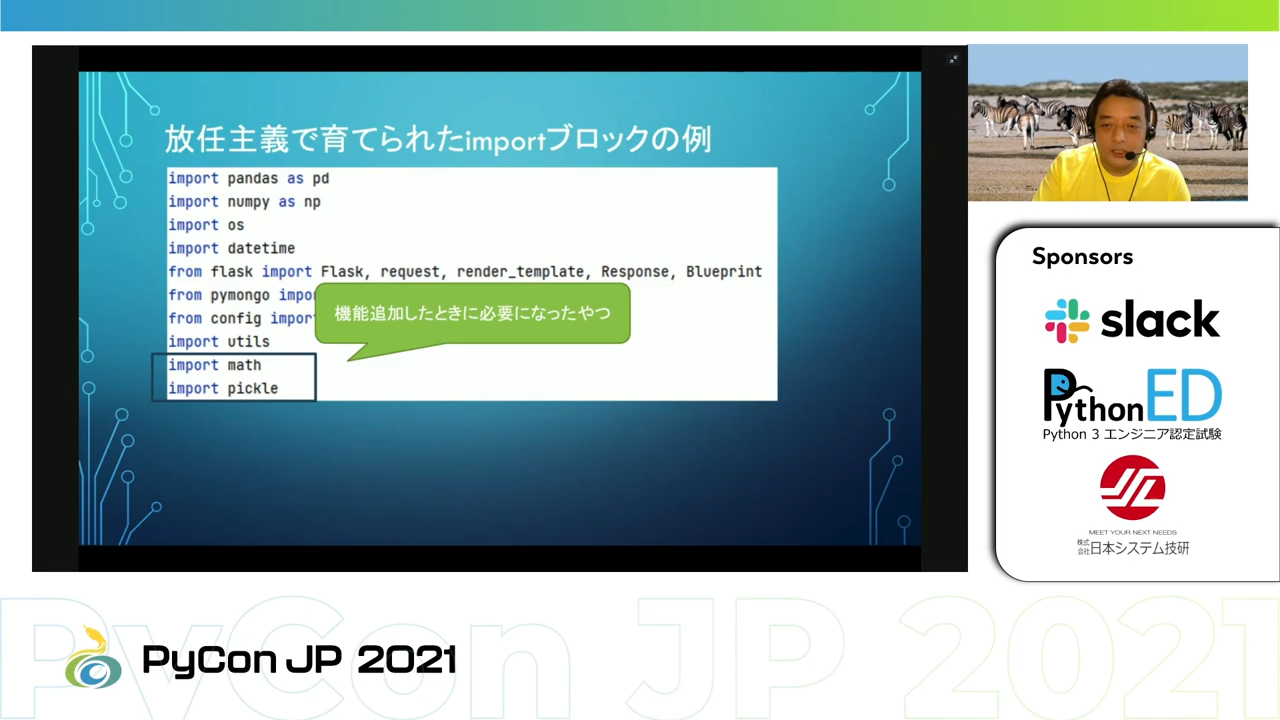 放任主義で育てられたimportブロックの例
import pandas as pd
import numpy as np
import os
import datetime
from flask import Flask, request, render_template, Response, Blueprint
from pymongo
from config import
機能追加したときに必要になったやつ
import utils
import math
import pickle
Sponsors
slack
PythonED
Python 3 エンジニア認定試験
MEET YOUR NEXT NEEDS
株式会社 日本システム技研
PyCon JP 2021
PyCon JP 2021